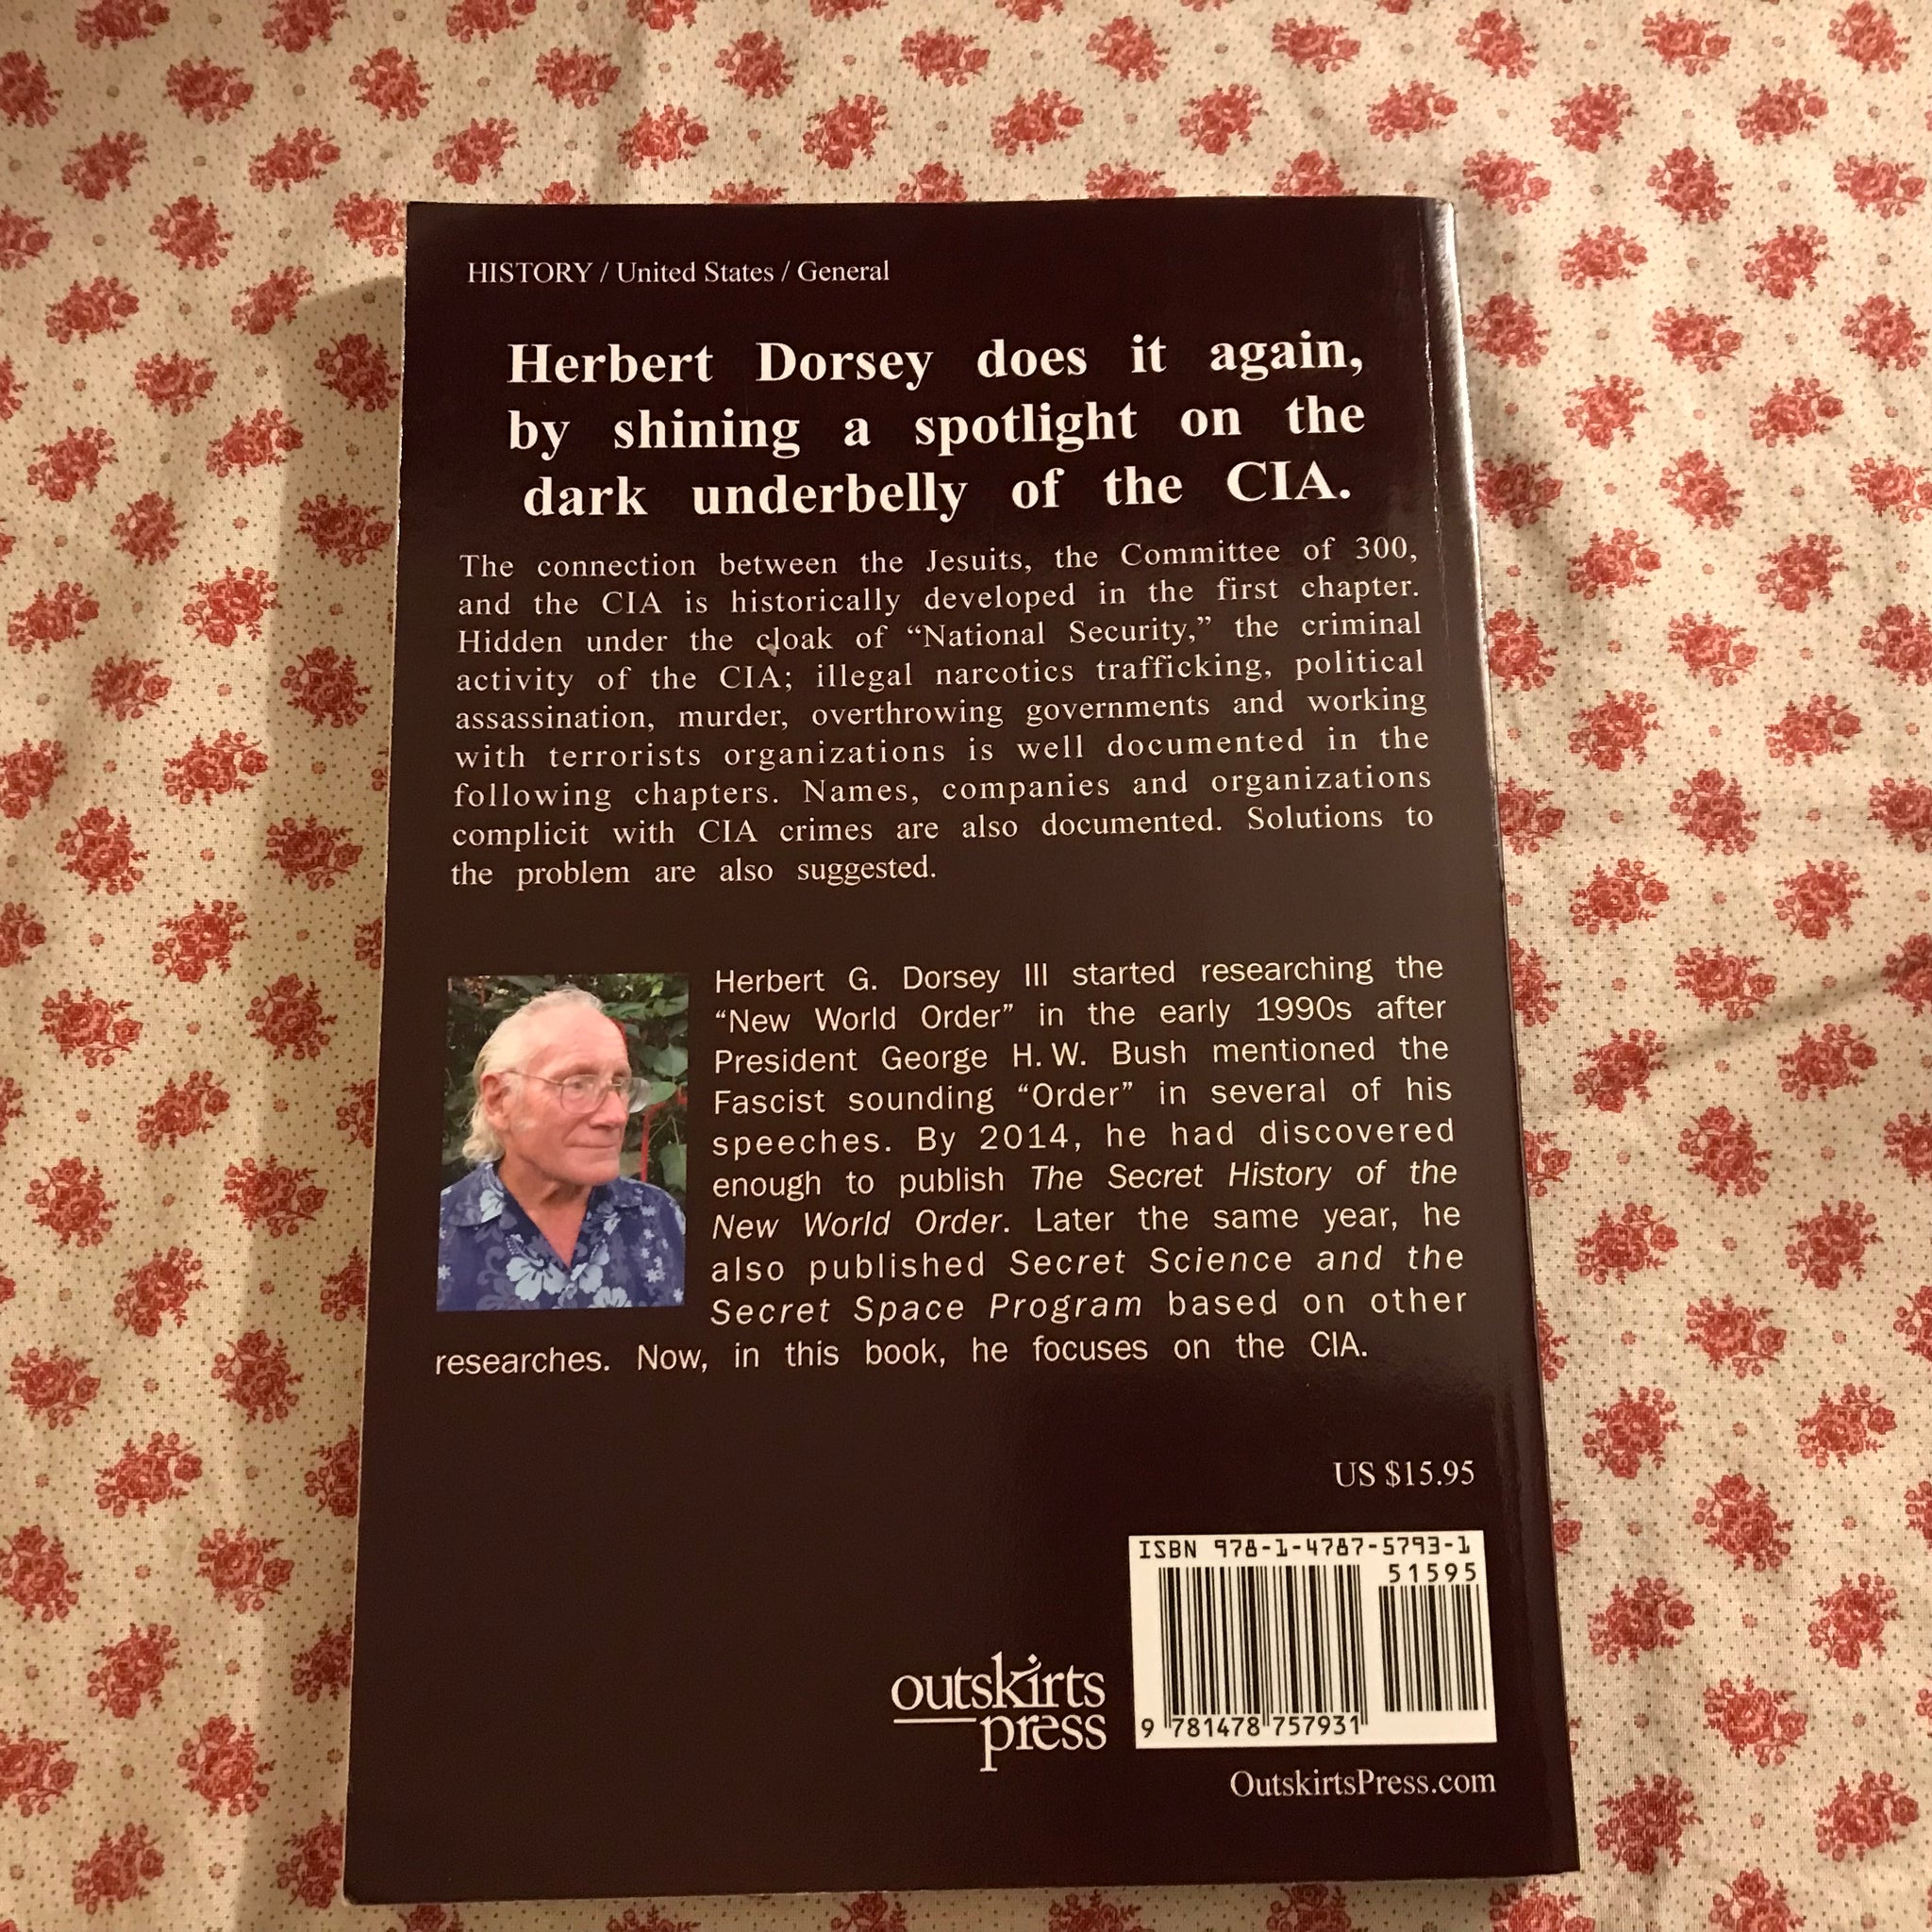 HISTORY / United States / General
Herbert Dorsey does it again,
by shining a spotlight on the
dark underbelly of the CIA.
The connection between the Jesuits, the Committee of 300,
and the CIA is historically developed in the first chapter.
Hidden under the cloak of “National Security,” the criminal
activity of the CIA; illegal narcotics trafficking, political
assassination, murder, overthrowing governments and working
with terrorists organizations is well documented in the
following chapters. Names, companies and organizations
complicit with CIA crimes are also documented. Solutions to
the problem are also suggested.
Herbert G. Dorsey III started researching the
“New World Order” in the early 1990s after
President George H. W. Bush mentioned the
Fascist sounding “Order” in several of his
speeches. By 2014, he had discovered
enough to publish The Secret History of the
New World Order. Later the same year, he
also published Secret Science and the
Secret Space Program based on other
researches. Now, in this book, he focuses on the CIA.
US $15.95
ISBN 978-1-4787-5793-1
51595
9 781478 757931
outskirts
press
OutskirtsPress.com